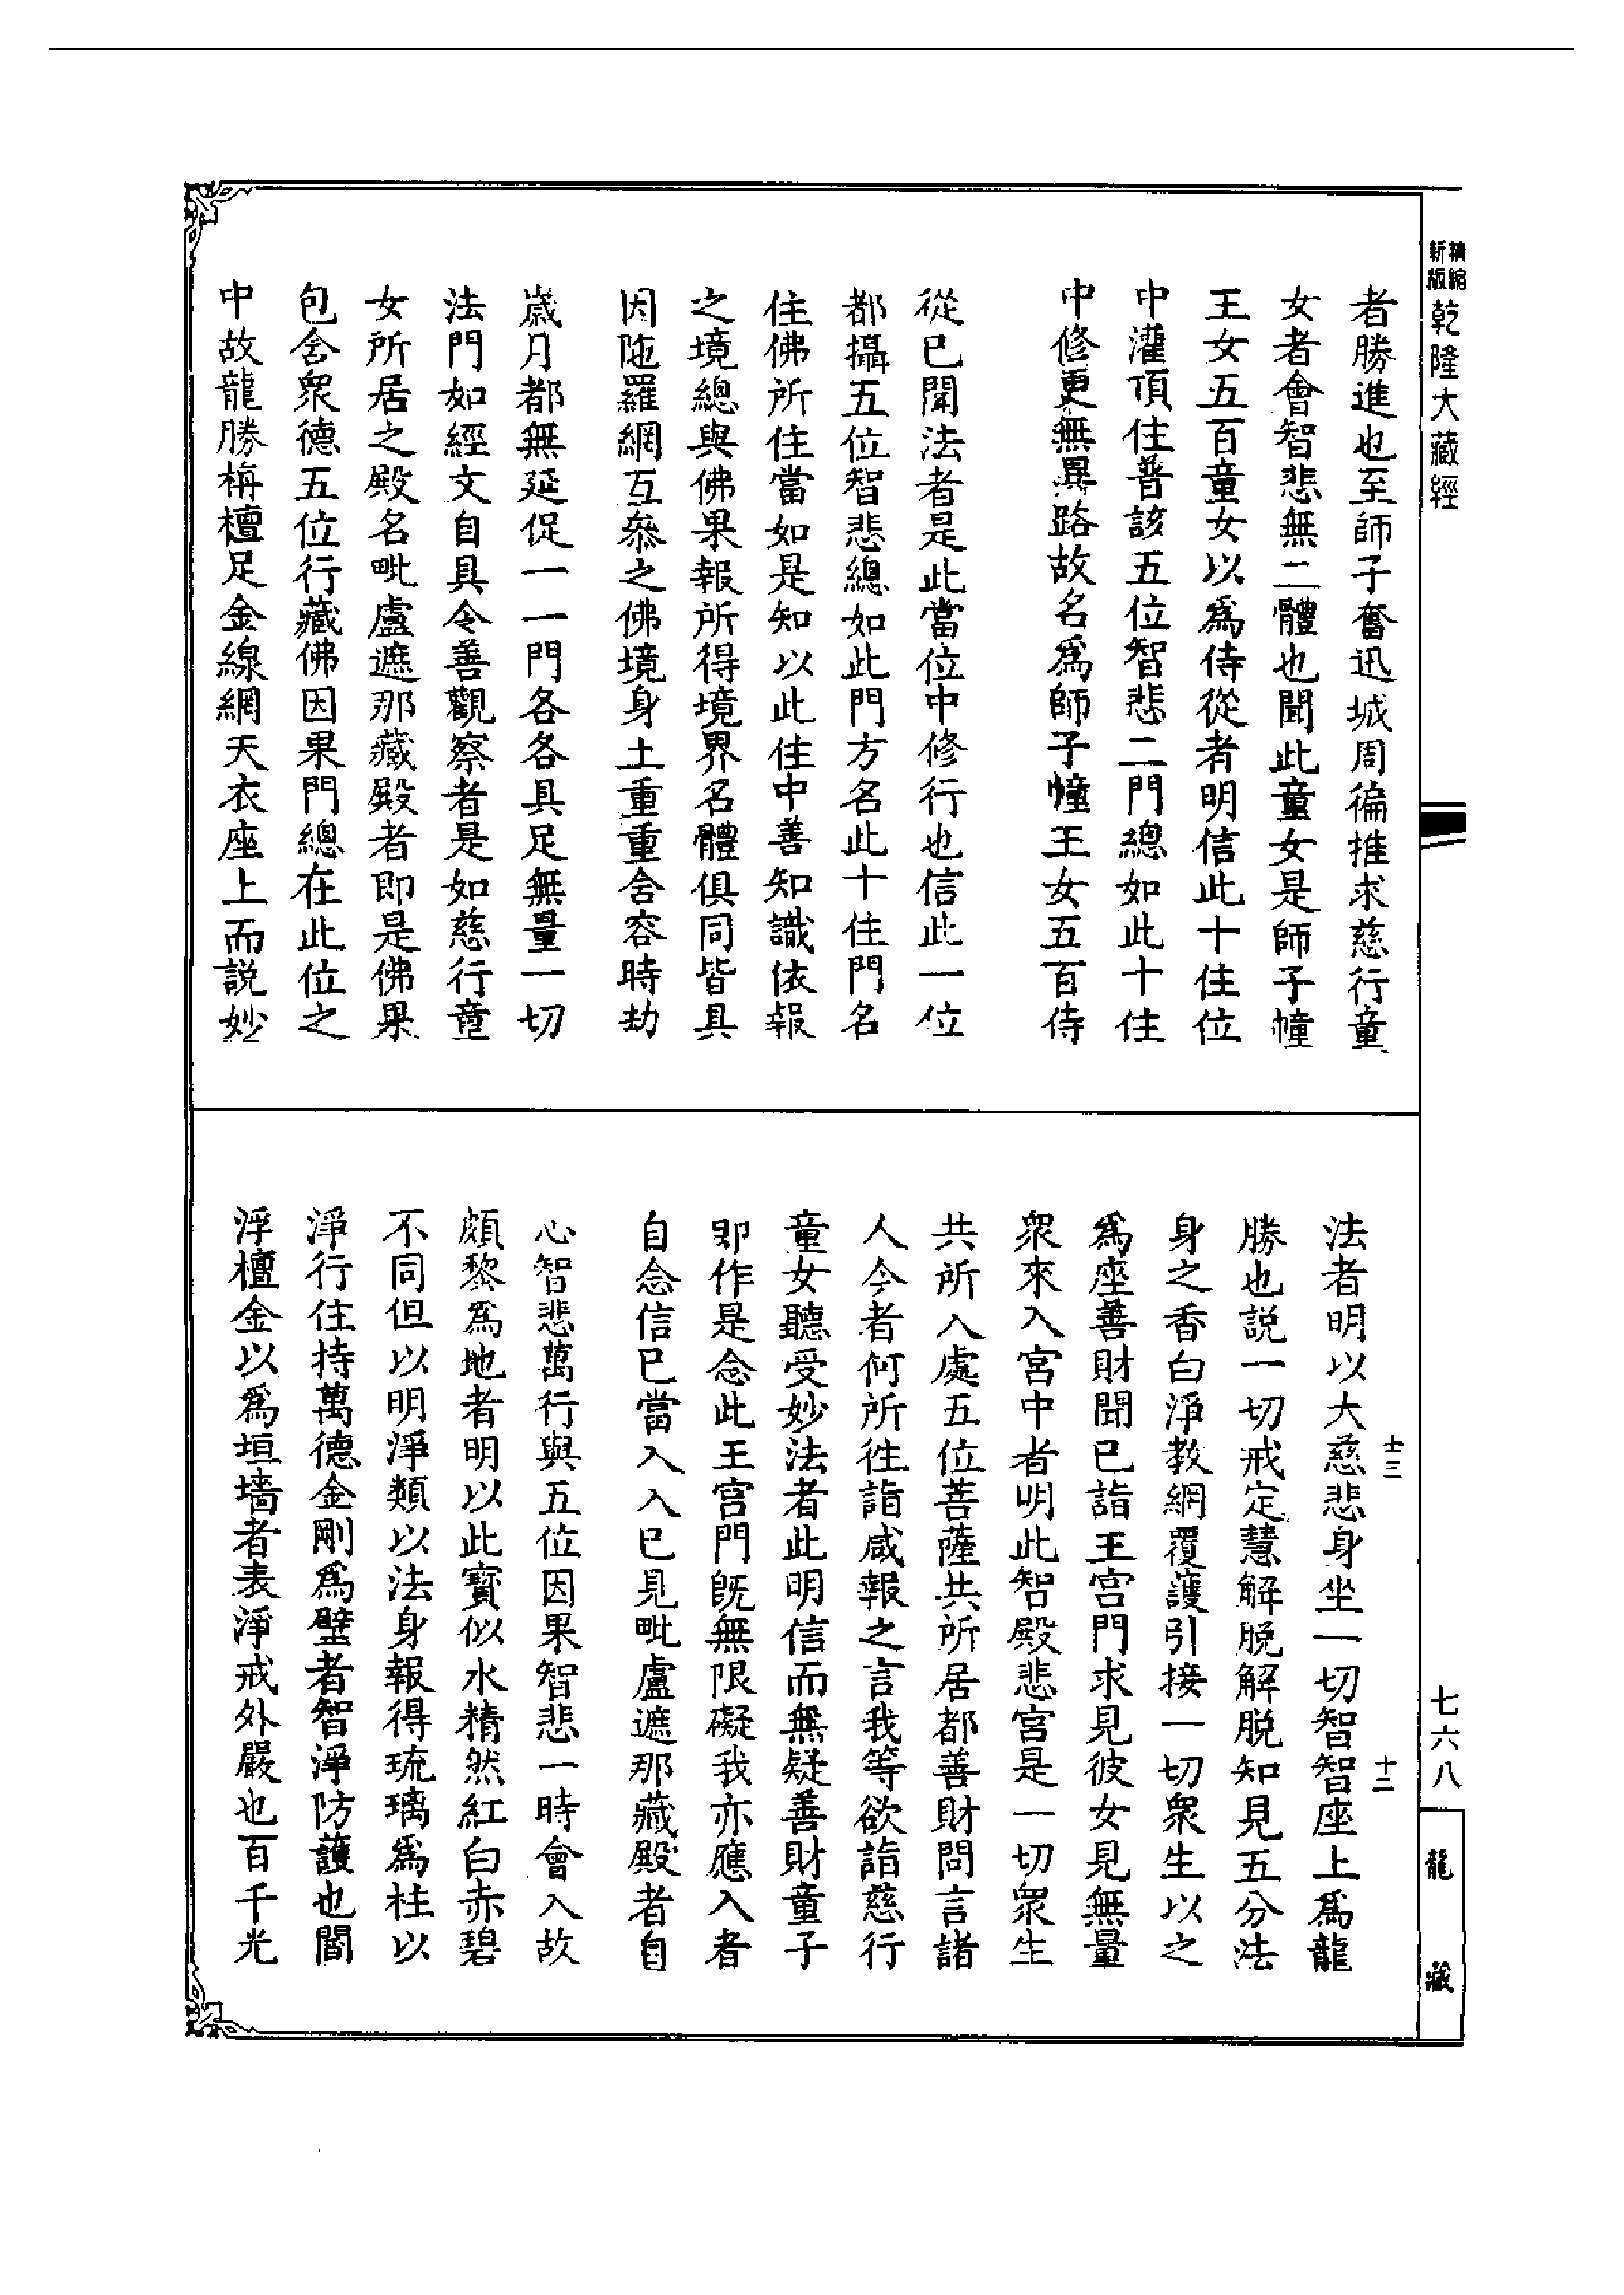 精縮新版
乾隆大藏經
者勝進也至師子奮迅城周徧推求慈行童
女者會智悲無二體也聞此童女是師子幢
王女五百童女以爲侍從者明信此十住位
中灌頂住普該五位智悲二門總如此十住
中修更無異路故名爲師子幢王女五百侍
從已聞法者是此當位中修行也信此一位
都攝五位智悲總如此門方名此十住門名
住佛所住當如是知以此住中善知識依報
之境總與佛果報所得境界名體俱同皆具
因陁羅網互叅之佛境身土重重含容時劫
歲月都無延促一一門各各具足無量一切
法門如經文自具令善觀察者是如慈行童
女所居之殿名毗盧遮那藏殿者即是佛果
包含衆德五位行藏佛因果門總在此位之
中故龍勝栴檀足金線網天衣座上而説妙
法者明以大慈悲身坐一切智智座上爲龍
勝也説一切戒定慧解脱解脱知見五分法
身之香白淨教網覆護引接一切衆生以之
爲座善財聞已詣王宮門求見彼女見無量
衆來入宮中者明此智殿悲宮是一切衆生
共所入處五位菩薩共所居都善財問言諸
人今者何所徃詣咸報之言我等欲詣慈行
童女聽受妙法者此明信而無疑善財童子
即作是念此王宮門旣無限礙我亦應入者
自念信已當入入已見毗盧遮那藏殿者自
心智悲萬行與五位因果智悲一時會入故
頗黎爲地者明以此寶似水精然紅白赤碧
不同但以明淨類以法身報得琉璃爲柱以
淨行住持萬德金剛爲壁者智淨防護也閻
浮檀金以爲垣墻者表淨戒外嚴也百千光
士三
十二
七六八
龍藏